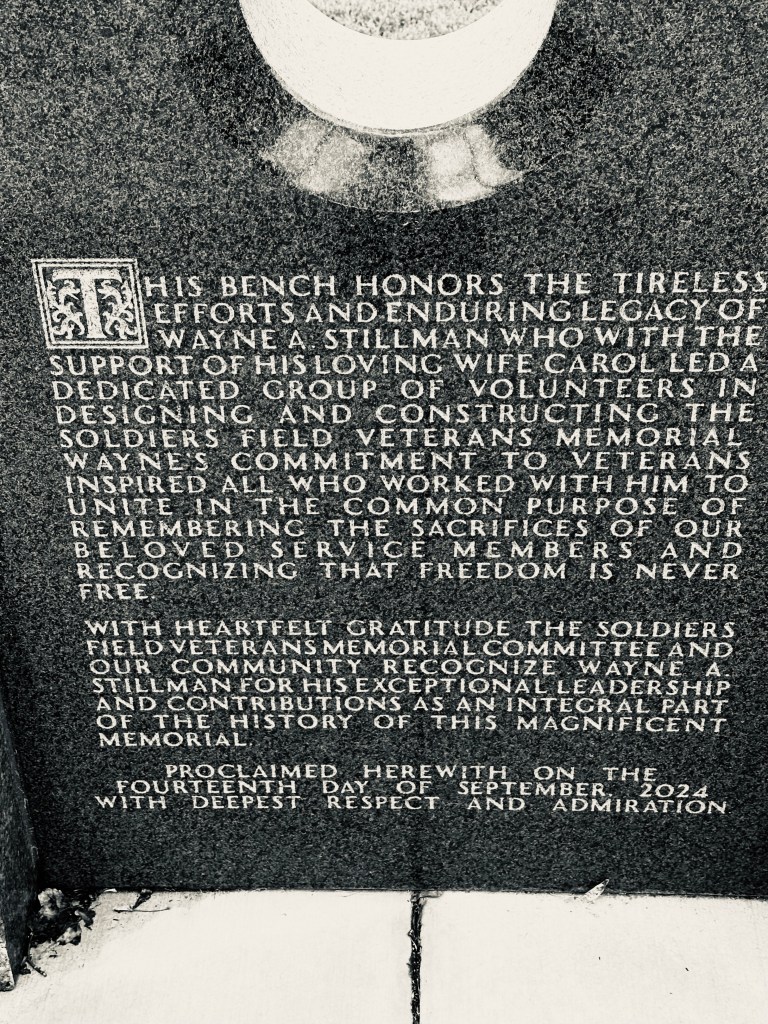 THIS BENCH HONORS THE TIRELESS
EFFORTS AND ENDURING LEGACY OF
WAYNE A. STILLMAN WHO WITH THE
SUPPORT OF HIS LOVING WIFE CAROL LED A
DEDICATED GROUP OF VOLUNTEERS IN
DESIGNING AND CONSTRUCTING THE
SOLDIERS FIELD VETERANS MEMORIAL
WAYNE'S COMMITMENT TO VETERANS
INSPIRED ALL WHO WORKED WITH HIM TO
UNITE IN THE COMMON PURPOSE OF
REMEMBERING THE SACRIFICES OF OUR
BELOVED SERVICE MEMBERS AND
RECOGNIZING THAT FREEDOM IS NEVER
FREE.
WITH HEARTFELT GRATITUDE THE SOLDIERS
FIELD VETERANS MEMORIAL COMMITTEE AND
OUR COMMUNITY RECOGNIZE WAYNE A.
STILLMAN FOR HIS EXCEPTIONAL LEADERSHIP
AND CONTRIBUTIONS AS AN INTEGRAL PART
OF THE HISTORY OF THIS MAGNIFICENT
MEMORIAL.
PROCLAIMED HEREWITH ON THE
FOURTEENTH DAY OF SEPTEMBER, 2024
WITH DEEPEST RESPECT AND ADMIRATION